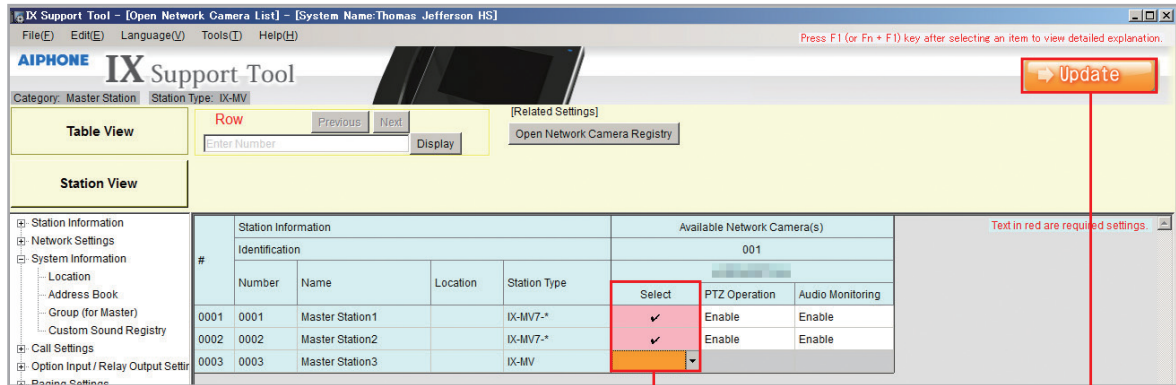 IX Support Tool - [Open Network Camera List] - [System Name:Thomas Jefferson HS]
File(F) Edit(E) Language(V) Tools(T) Help(H)
Press F1 (or Fn + F1) key after selecting an item to view detailed explanation.
AIPHONE
IX Support Tool
Update
Category: Master Station Station Type: IX-MV
Table View
Row
Previous Next
[Related Settings]
Enter Number
Display
Open Network Camera Registry
Station View
Station Information
Network Settings
System Information
Location
Address Book
Group (for Master)
Custom Sound Registry
Call Settings
Option Input / Relay Output Settin
Paging Settings
Text in red are required settings.
Station Information Available Network Camera(s)
# Identification 001
Number Name Location Station Type Select PTZ Operation Audio Monitoring
0001 0001 Master Station1 IX-MV7-* ✔ Enable Enable
0002 0002 Master Station2 IX-MV7-* ✔ Enable Enable
0003 0003 Master Station3 IX-MV